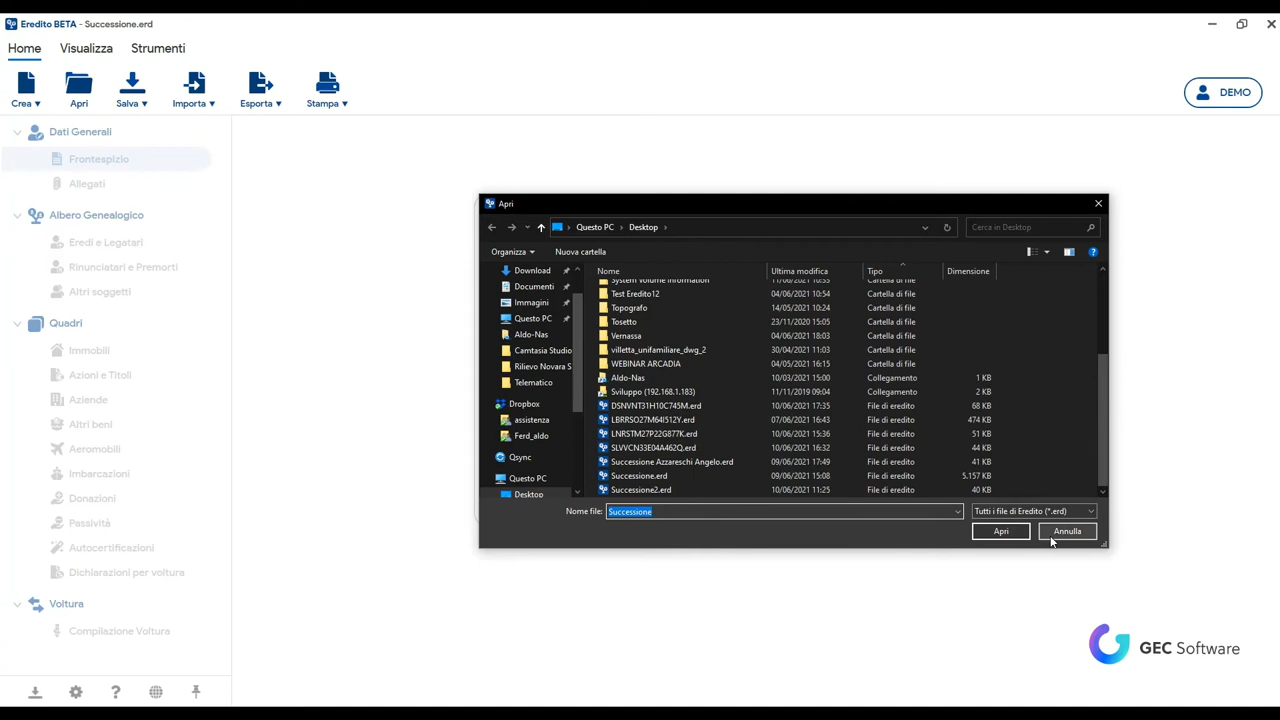 Eredito BETA - Successione.erd
Home Visualizza Strumenti
Crea Apri Salva Importa Esporta Stampa
DEMO
Dati Generali
Frontespizio
Allegati
Albero Genealogico
Eredi e Legatari
Rinunciatari e Premorti
Altri soggetti
Quadri
Immobili
Azioni e Titoli
Aziende
Altri beni
Aeromobili
Imbarcazioni
Donazioni
Passività
Autocertificazioni
Dichiarazioni per voltura
Voltura
Compilazione Voltura
Apri
Questo PC Desktop
Cerca in Desktop
Organizza Nuova cartella
Download
Documenti
Immagini
Questo PC
Aldo-Nas
Camtasia Studio
Rilievo Novara S
Telematico
Dropbox
assistenza
Ferd_aldo
Qsync
Questo PC
Desktop
Nome Ultima modifica Tipo Dimensione
System Volume Information 11/06/2021 10:55 Cartella di file
Test Eredito12 04/06/2021 10:54 Cartella di file
Topografo 14/05/2021 10:24 Cartella di file
Tosetto 23/11/2020 15:05 Cartella di file
Vernassa 04/06/2021 18:03 Cartella di file
villetta_unifamiliare_dwg_2 30/04/2021 11:03 Cartella di file
WEBINAR ARCADIA 04/05/2021 16:15 Cartella di file
Aldo-Nas 10/03/2021 15:00 Collegamento 1 KB
Sviluppo (192.168.1.183) 11/11/2019 09:04 Collegamento 2 KB
DSNVNT31H10C745M.erd 10/06/2021 17:35 File di eredito 68 KB
LBRRSO27M64I512Y.erd 07/06/2021 16:43 File di eredito 474 KB
LNRSTM27P22G877K.erd 10/06/2021 15:36 File di eredito 51 KB
SLVVCN33E04A462Q.erd 10/06/2021 16:32 File di eredito 44 KB
Successione Azzareschi Angelo.erd 09/06/2021 17:49 File di eredito 41 KB
Successione.erd 09/06/2021 15:08 File di eredito 5.157 KB
Successione2.erd 10/06/2021 11:25 File di eredito 40 KB
Nome file: Successione Tutti i file di Eredito (*.erd)
Apri Annulla
GEC Software